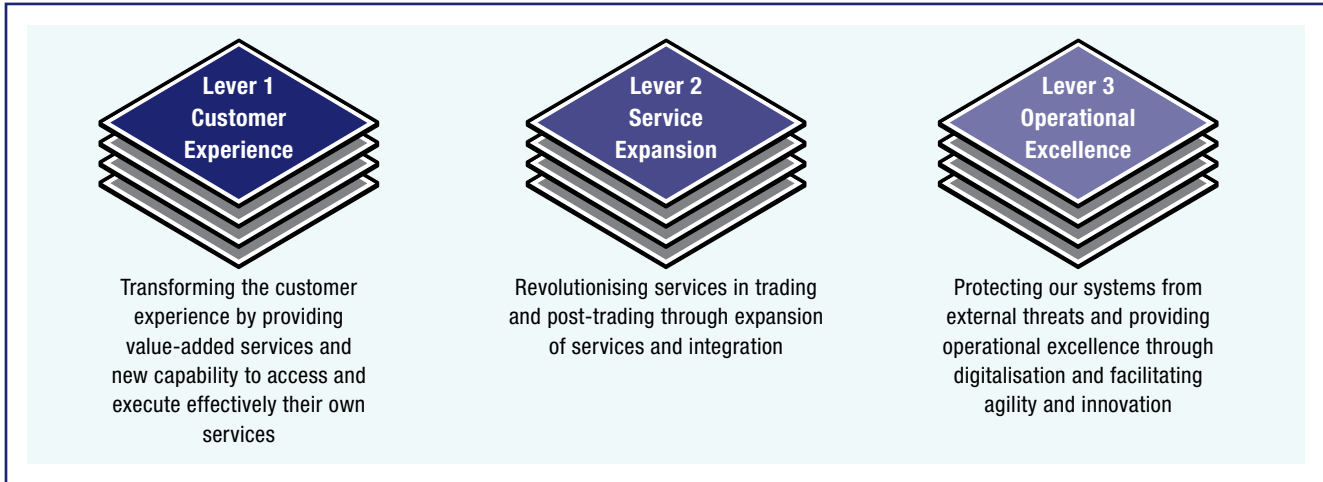 Lever 1
Customer
Experience
Transforming the customer
experience by providing
value-added services and
new capability to access and
execute effectively their own
services
Lever 2
Service
Expansion
Revolutionising services in trading
and post-trading through expansion
of services and integration
Lever 3
Operational
Excellence
Protecting our systems from
external threats and providing
operational excellence through
digitalisation and facilitating
agility and innovation